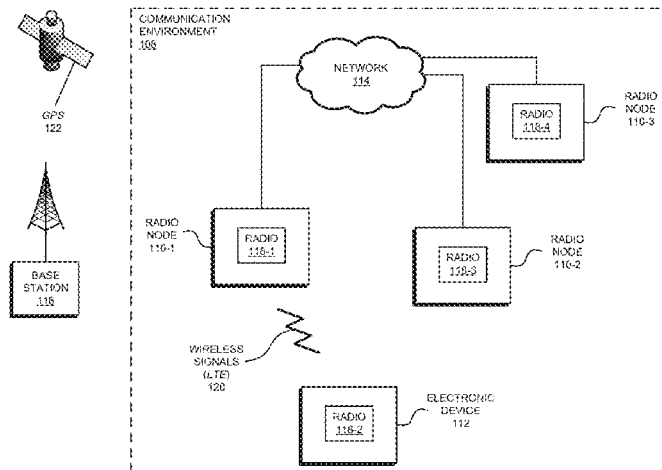 COMMUNICATION
ENVIRONMENT
106
GPS
122
BASE
STATION
116
NETWORK
114
RADIO
118-4
RADIO
NODE
110-3
RADIO
NODE
110-1
RADIO
118-1
RADIO
118-3
RADIO
NODE
110-2
WIRELESS
SIGNALS
(LTE)
120
RADIO
118-2
ELECTRONIC
DEVICE
112